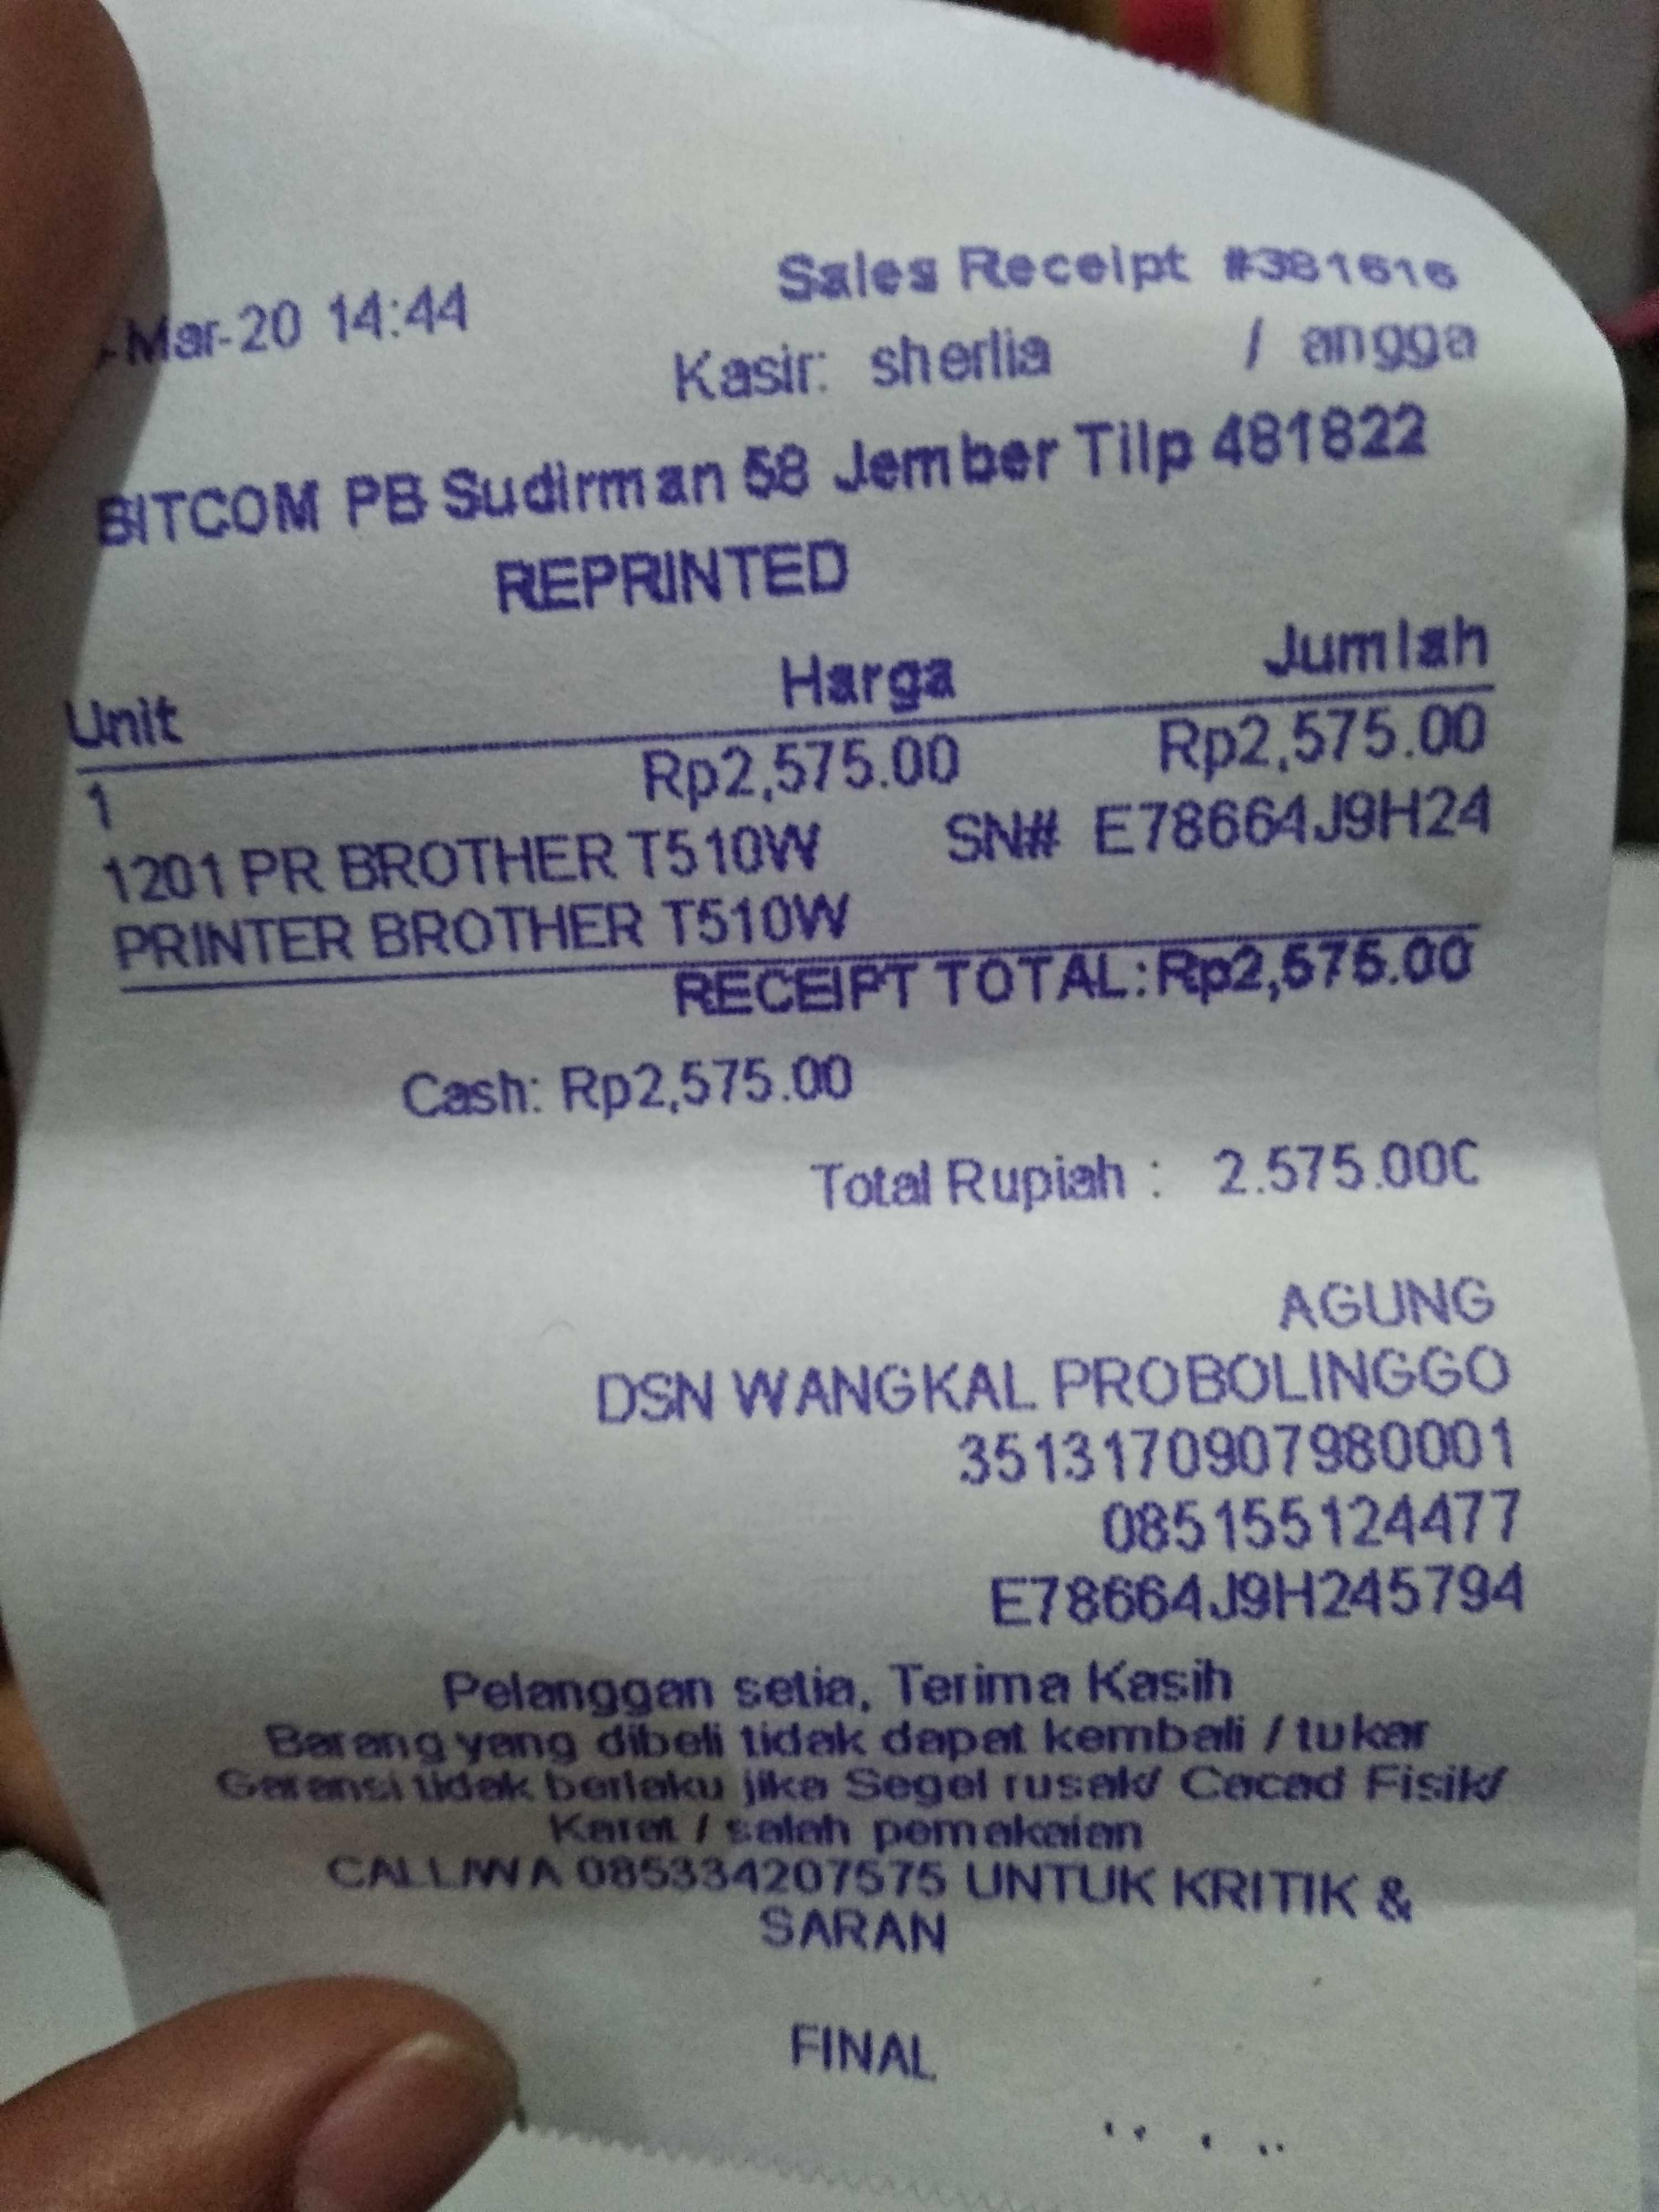 -Mar-20 14:44
Sales Receipt #381616
Kasir: sherlia / angga
BITCOM PB Sudirman 58 Jember Tilp 481822
REPRINTED
Unit Harga Jumlah
1 Rp2,575.00 Rp2,575.00
1201 PR BROTHER T510W SN# E78664J9H24
PRINTER BROTHER T510W
RECEIPT TOTAL: Rp2,575.00
Cash: Rp2,575.00
Total Rupiah : 2.575.000
AGUNG
DSN WANGKAL PROBOLINGGO
3513170907980001
085155124477
E78664J9H245794
Pelanggan setia, Terima Kasih
Barang yang dibeli tidak dapat kembali / tukar
Garansi tidak berlaku jika Segel rusak/ Cacad Fisik/
Karat / salah pemakaian
CALL/WA 085334207575 UNTUK KRITIK &
SARAN
FINAL